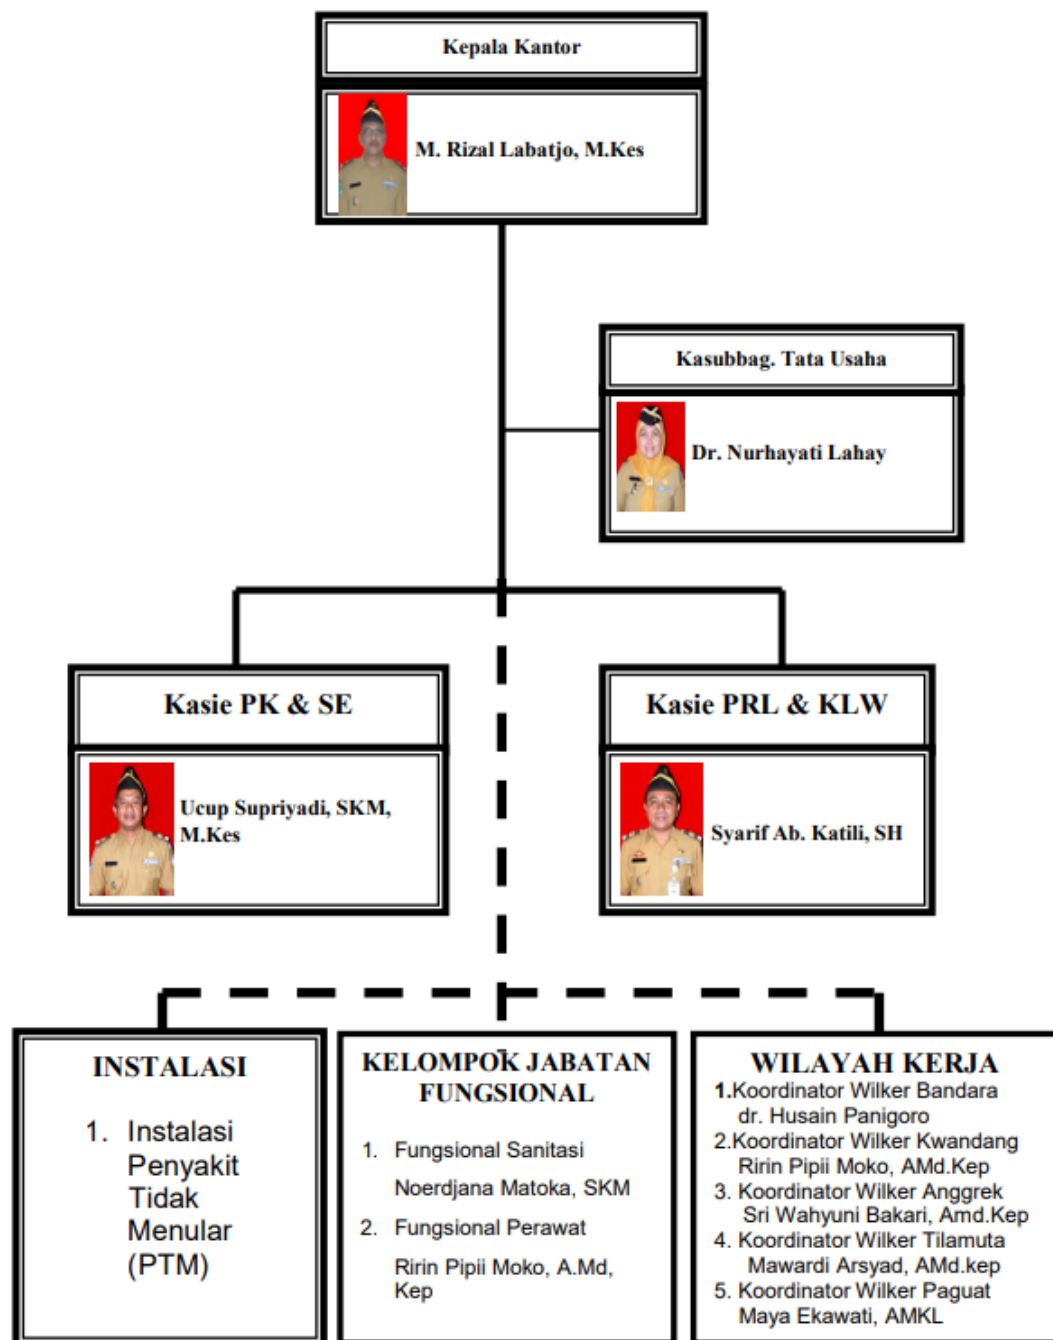 Kepala Kantor
M. Rizal Labatjo, M.Kes
Kasubbag. Tata Usaha
Dr. Nurhayati Lahay
Kasie PK & SE
Ucup Supriyadi, SKM,
M.Kes
Kasie PRL & KLW
Syarif Ab. Katili, SH
INSTALASI
1. Instalasi
Penyakit
Tidak
Menular
(PTM)
KELOMPOK JABATAN
FUNGSIONAL
1. Fungsional Sanitasi
Noerdjana Matoka, SKM
2. Fungsional Perawat
Ririn Pipii Moko, A.Md,
Kep
WILAYAH KERJA
1.Koordinator Wilker Bandara
dr. Husain Panigoro
2.Koordinator Wilker Kwandang
Ririn Pipii Moko, AMd.Kep
3. Koordinator Wilker Anggrek
Sri Wahyuni Bakari, Amd.Kep
4. Koordinator Wilker Tilamuta
Mawardi Arsyad, AMd.kep
5. Koordinator Wilker Paguat
Maya Ekawati, AMKL